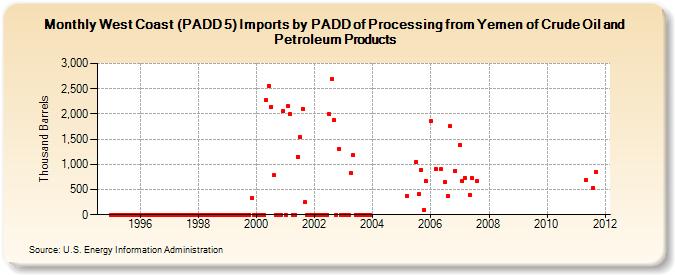 Monthly West Coast (PADD 5) Imports by PADD of Processing from Yemen of Crude Oil and
Petroleum Products
Thousand Barrels
3,000
2,500
2,000
1,500
1,000
500
0
1996 1998 2000 2002 2004 2006 2008 2010 2012
Source: U.S. Energy Information Administration